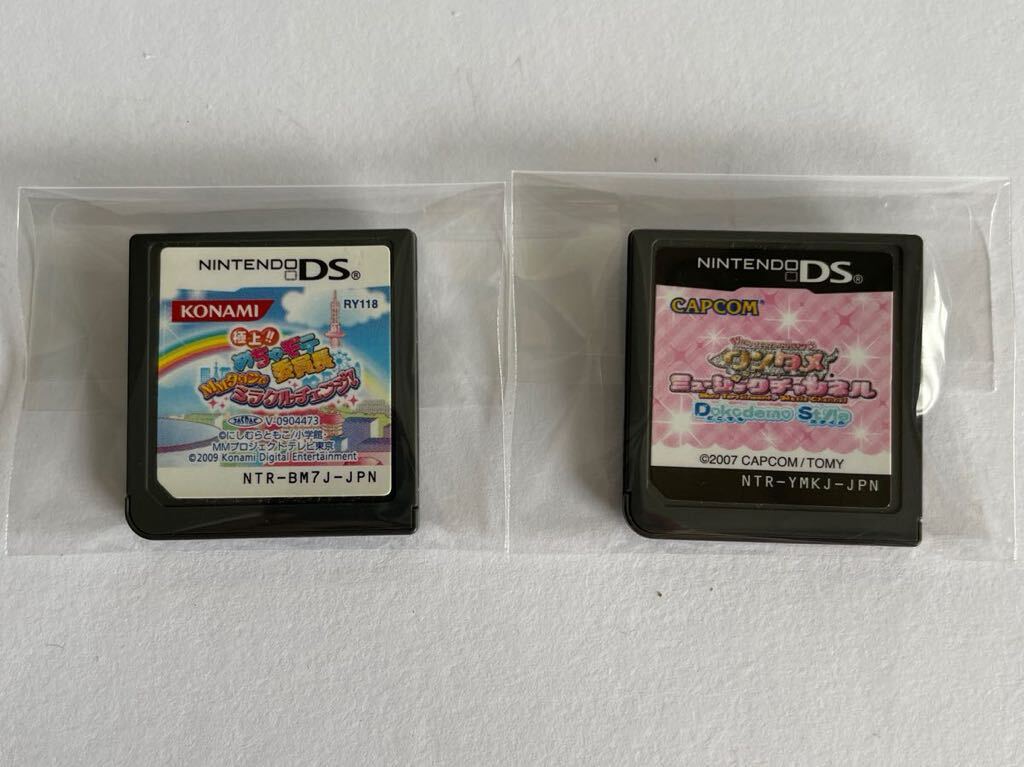 NINTENDO DS®
KONAMI
RY118
極上!!
めちゃモテ
委員長
MMタウンで
ミラクルチェンジ!
JASRAC V-0904473
©にしむらともこ/小学館
MMプロジェクトテレビ東京
©2009 Konami Digital Entertainment
NTR-BM7J-JPN
NINTENDO DS®
CAPCOM®
ワンタメ
ミュージックチャンネル
Dokodemo Style
©2007 CAPCOM/TOMY
NTR-YMKJ-JPN